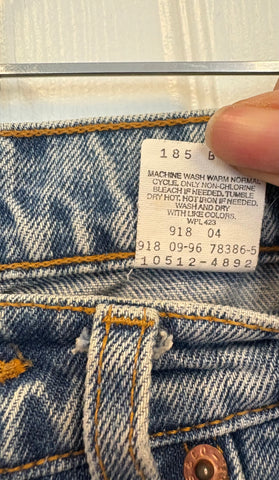 185 B
MACHINE WASH WARM NORMAL
CYCLE. ONLY NON-CHLORINE
BLEACH IF NEEDED, TUMBLE
DRY HOT. HOT IRON IF NEEDED.
WASH AND DRY
WITH LIKE COLORS.
WPL 423
918 04
918 09-96 78386-5
10512-4892